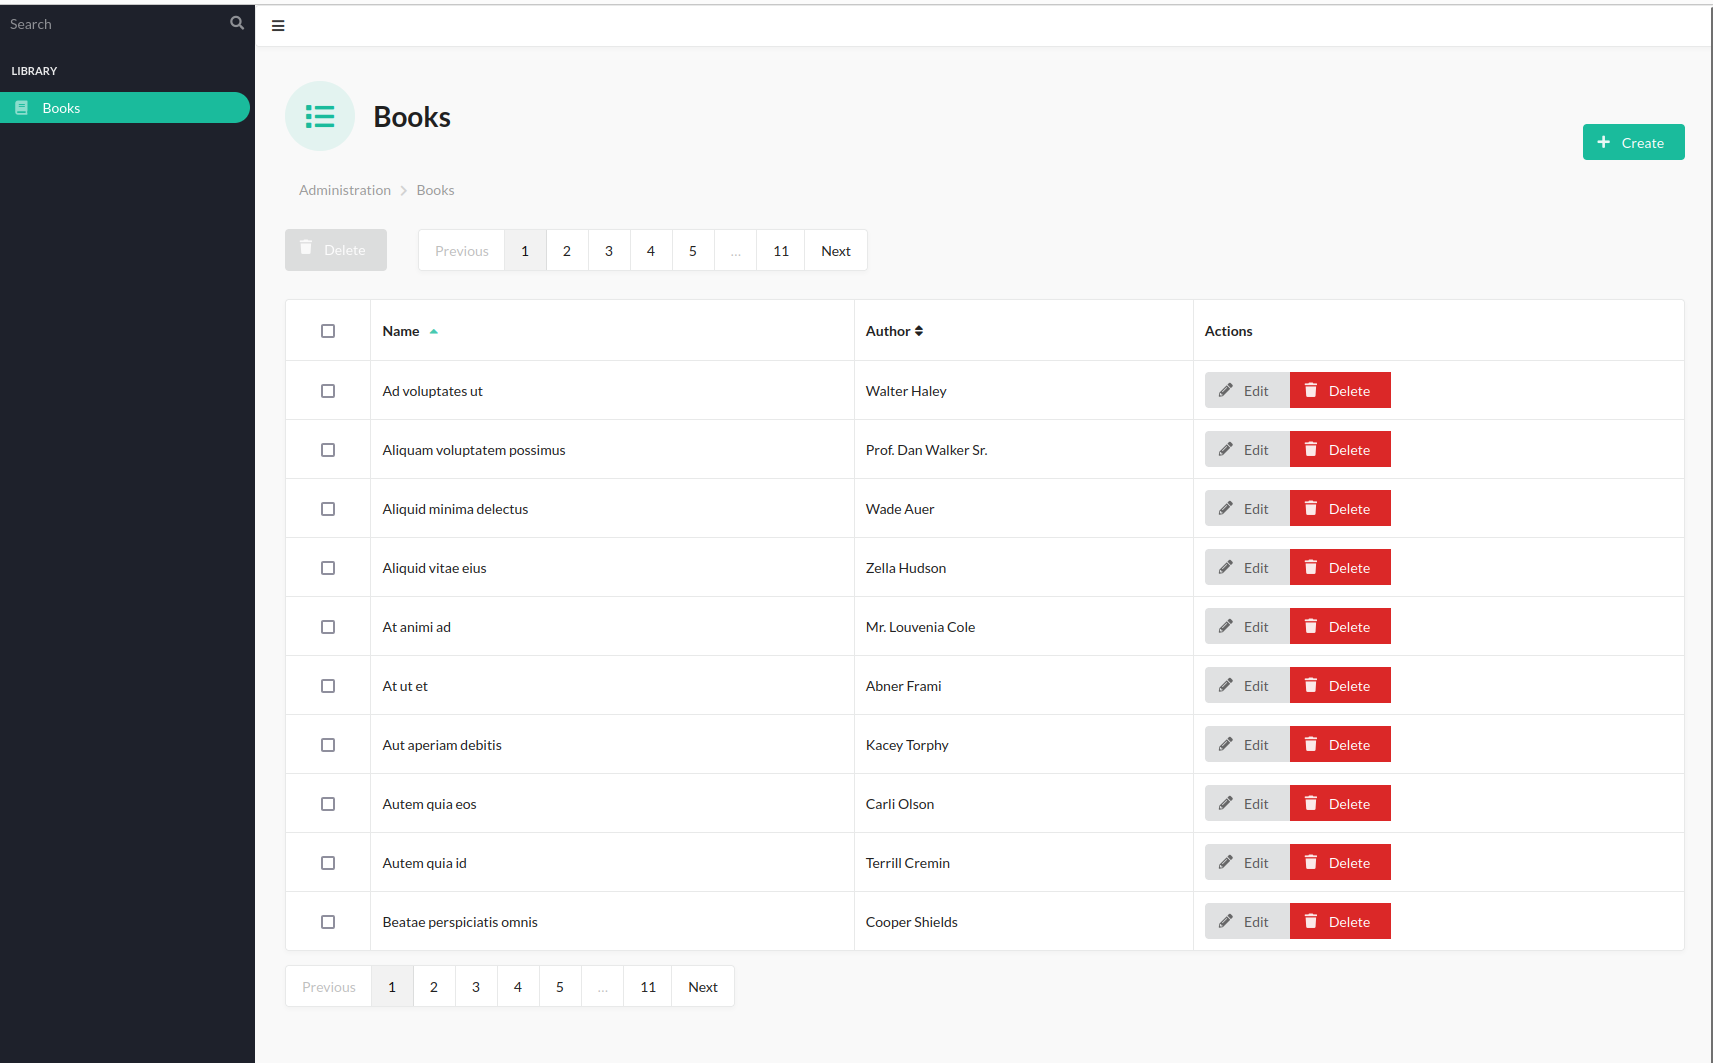 Search
LIBRARY
Books
Books
Create
Administration Books
Delete Previous 1 2 3 4 5 ... 11 Next
Name Author Actions
Ad voluptates ut Walter Haley Edit Delete
Aliquam voluptatem possimus Prof. Dan Walker Sr. Edit Delete
Aliquid minima delectus Wade Auer Edit Delete
Aliquid vitae eius Zella Hudson Edit Delete
At animi ad Mr. Louvenia Cole Edit Delete
At ut et Abner Frami Edit Delete
Aut aperiam debitis Kacey Torphy Edit Delete
Autem quia eos Carli Olson Edit Delete
Autem quia id Terrill Cremin Edit Delete
Beatae perspiciatis omnis Cooper Shields Edit Delete
Previous 1 2 3 4 5 ... 11 Next